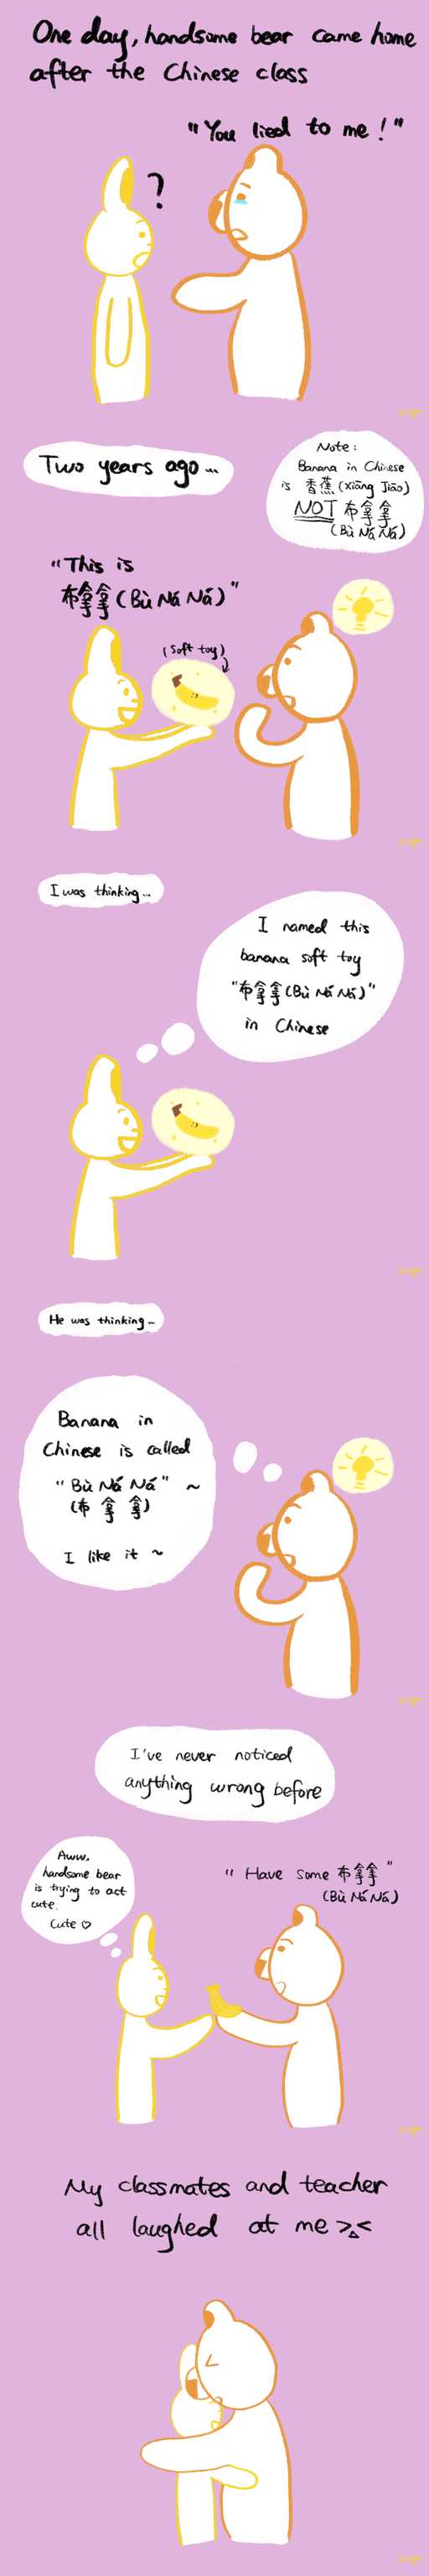 One day, handsome bear came home
after the Chinese class
"You lied to me!"
?
Two years ago...
Note:
Banana in Chinese
is 香蕉 (xiāng Jiāo)
NOT 布拿拿
(Bù Ná Ná)
"This is
布拿拿 (Bù Ná Ná)"
(Soft toy)
I was thinking...
I named this
banana soft toy
"布拿拿 (Bù Ná Ná)"
in Chinese
He was thinking...
Banana in
Chinese is called
"Bù Ná Ná" ~
(布 拿 拿)
I like it ~
I've never noticed
anything wrong before
Aww,
handsome bear
is trying to act
cute.
Cute ♡
"Have some 布拿拿"
(Bù Ná Ná)
My classmates and teacher
all laughed at me >.<